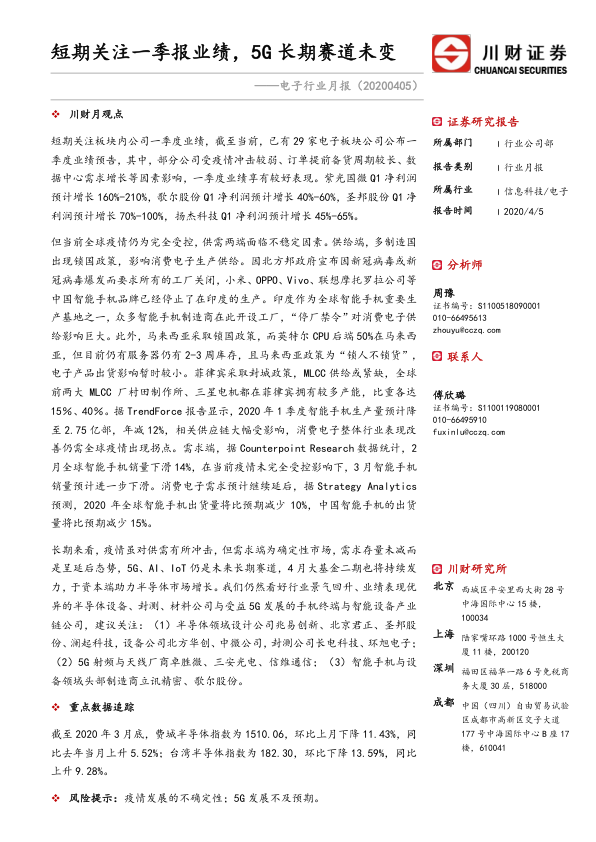 短期关注一季报业绩，5G 长期赛道未变
——电子行业月报（20200405）
川财证券
CHUANCAI SECURITIES
❖ 川财月观点
短期关注板块内公司一季度业绩，截至当前，已有 29 家电子板块公司公布一
季度业绩预告，其中，部分公司受疫情冲击较弱、订单提前备货周期较长、数
据中心需求增长等因素影响，一季度业绩有较好表现。紫光国微 Q1 净利润
预计增长 160%-210%，歌尔股份 Q1 净利润预计增长 40%-60%，圣邦股份 Q1 净
利润预计增长 70%-100%，扬杰科技 Q1 净利润预计增长 45%-65%。
但当前全球疫情仍为完全受控，供需两端面临不稳定因素。供给端，多制造国
出现锁国政策，影响消费电子生产供给。因北方邦政府宣布因新冠病毒或新
冠病毒爆发而要求所有的工厂关闭，小米、OPPO、Vivo、联想摩托罗拉公司等
中国智能手机品牌已经停止了在印度的生产。印度作为全球智能手机重要生
产基地之一，众多智能手机制造商在此开设工厂，“停厂禁令”对消费电子供
给影响巨大。此外，马来西亚采取锁国政策，而英特尔 CPU 后端 50%在马来西
亚，但目前仍有服务器仍有 2-3 周库存，且马来西亚政策为“锁人不锁货”，
电子产品出货影响暂时较小。菲律宾采取封城政策，MLCC 供给或紧缺，全球
前两大 MLCC 厂村田制作所、三星电机都在菲律宾拥有较多产能，比重各达
15%、40%。据 TrendForce 报告显示，2020 年 1 季度智能手机生产量预计降
至 2.75 亿部，年减 12%，相关供应链大幅受影响，消费电子整体行业表现改
善仍需全球疫情出现拐点。需求端，据 Counterpoint Research 数据统计，2
月全球智能手机销量下滑 14%，在当前疫情未完全受控影响下，3 月智能手机
销量预计进一步下滑。消费电子需求预计继续延后，据 Strategy Analytics
预测，2020 年全球智能手机出货量将比预期减少 10%，中国智能手机的出货
量将比预期减少 15%。
长期来看，疫情虽对供需有所冲击，但需求端为确定性市场，需求存量未减而
是呈延后态势，5G、AI、IoT 仍是未来长期赛道，4 月大基金二期也将持续发
力，于资本端助力半导体市场增长。我们仍然看好行业景气回升、业绩表现优
异的半导体设备、封测、材料公司与受益 5G 发展的手机终端与智能设备产业
链公司，建议关注：（1）半导体领域设计公司兆易创新、北京君正、圣邦股
份、澜起科技，设备公司北方华创、中微公司，封测公司长电科技、环旭电子；
（2）5G 射频与天线厂商卓胜微、三安光电、信维通信；（3）智能手机与设
备领域头部制造商立讯精密、歌尔股份。
❖ 重点数据追踪
截至 2020 年 3 月底，费城半导体指数为 1510.06，环比上月下降 11.43%，同
比去年当月上升 5.52%；台湾半导体指数为 182.30，环比下降 13.59%，同比
上升 9.28%。
❖ 风险提示：疫情发展的不确定性；5G 发展不及预期。
证券研究报告
所属部门 | 行业公司部
报告类别 | 行业月报
所属行业 | 信息科技/电子
报告时间 | 2020/4/5
分析师
周豫
证书编号：S1100518090001
010-66495613
zhouyu@cczq.com
联系人
傅欣璐
证书编号：S1100119080001
010-66495910
fuxinlu@cczq.com
川财研究所
北京 西城区平安里西大街 28 号
中海国际中心 15 楼，
100034
上海 陆家嘴环路 1000 号恒生大
厦 11 楼，200120
深圳 福田区福华一路 6 号免税商
务大厦 30 层，518000
成都 中国（四川）自由贸易试验
区成都市高新区交子大道
177 号中海国际中心 B 座 17
楼，610041